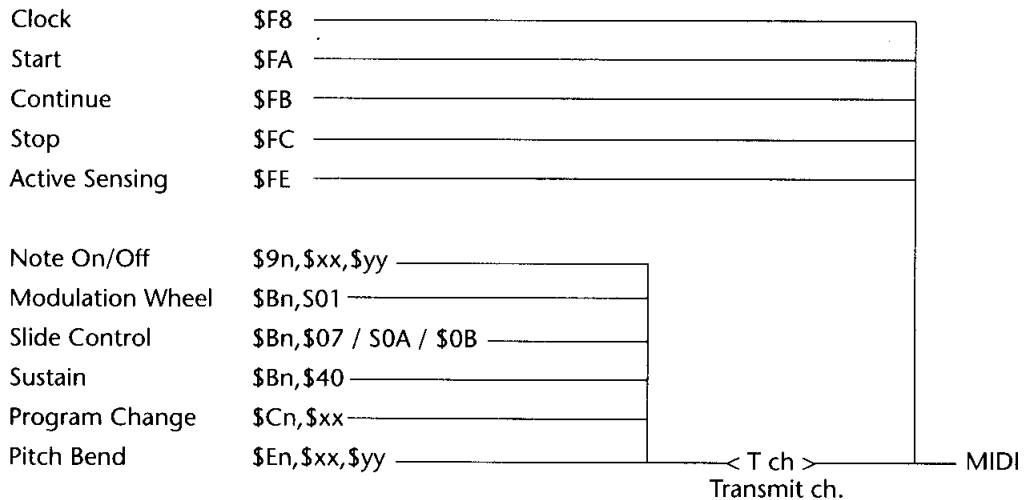 Clock $F8
Start $FA
Continue $FB
Stop $FC
Active Sensing $FE
Note On/Off $9n,$xx,$yy
Modulation Wheel $Bn,S01
Slide Control $Bn,$07 / S0A / $0B
Sustain $Bn,$40
Program Change $Cn,$xx
Pitch Bend $En,$xx,$yy < T ch > MIDI
Transmit ch.